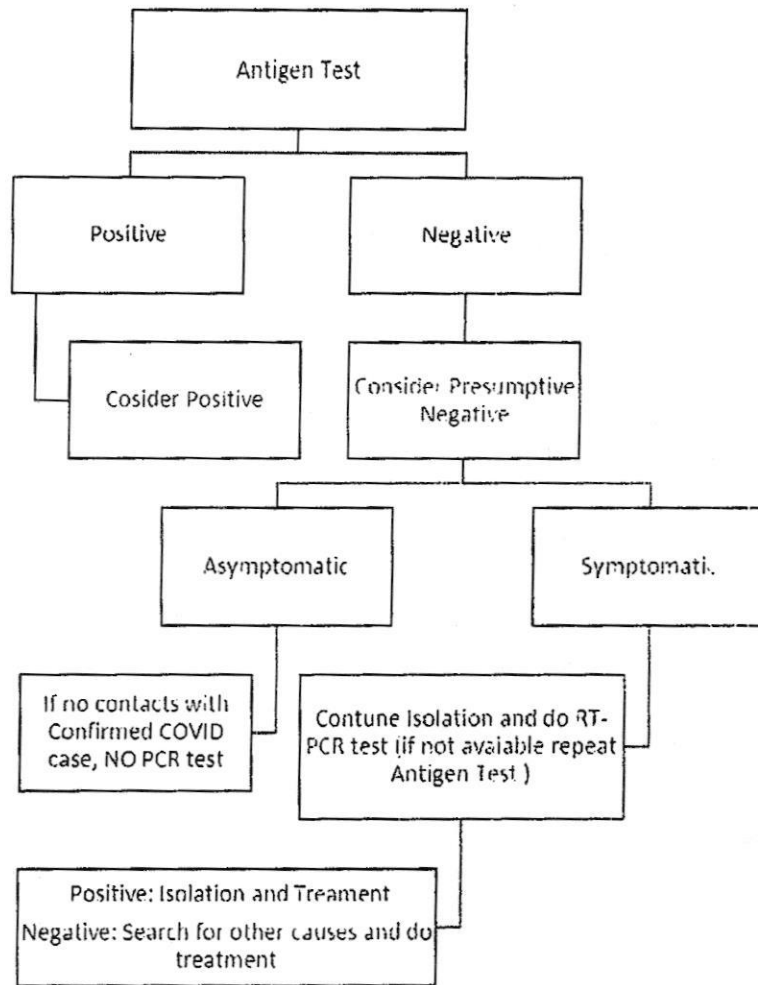 Antigen Test
Positive
Negative
Cosider Positive
Consider Presumptive
Negative
Asymptomatic
Symptomatic
If no contacts with
Confirmed COVID
case, NO PCR test
Contune Isolation and do RT-
PCR test (if not avaiable repeat
Antigen Test )
Positive: Isolation and Treament
Negative: Search for other causes and do
treatment